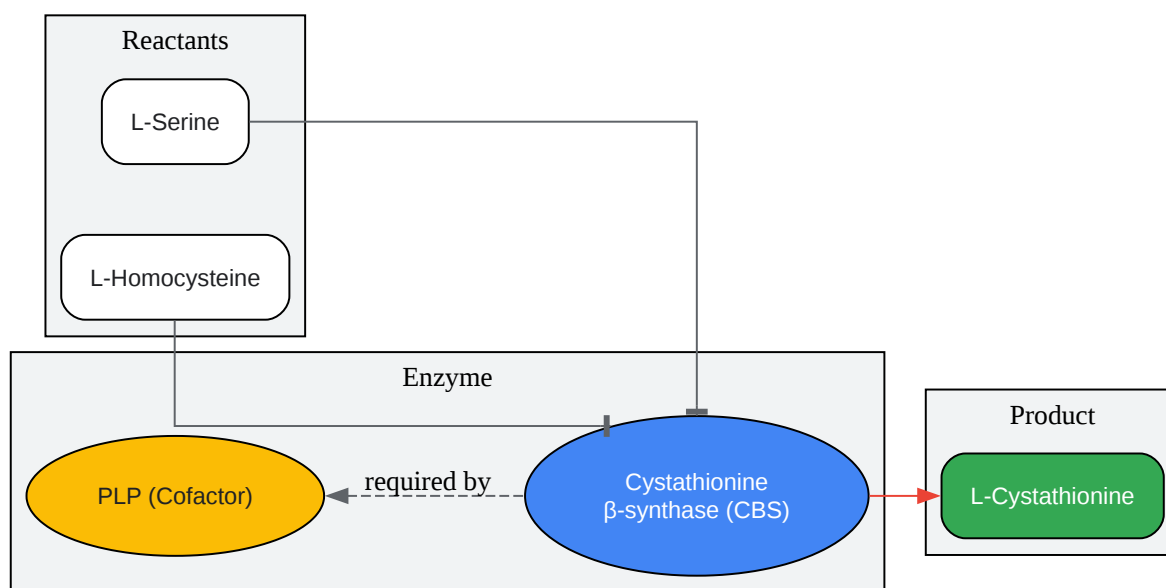 Reactants
L-Serine
L-Homocysteine
Enzyme
PLP (Cofactor)
required by
Cystathionine
β-synthase (CBS)
Product
L-Cystathionine